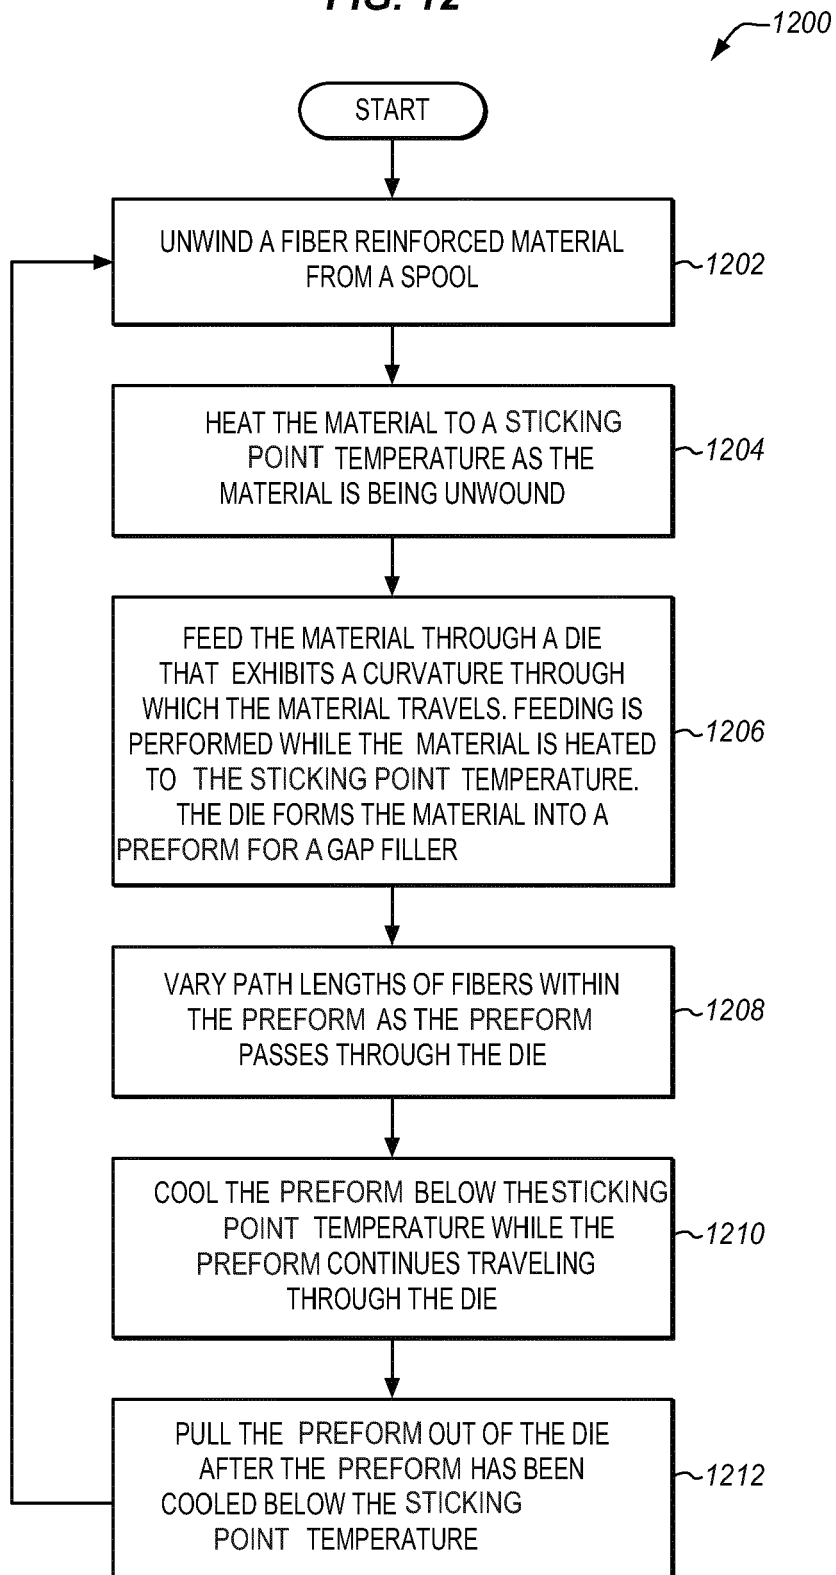 FIG. 12
1200
START
UNWIND A FIBER REINFORCED MATERIAL
FROM A SPOOL
1202
HEAT THE MATERIAL TO A STICKING
POINT TEMPERATURE AS THE
MATERIAL IS BEING UNWOUND
1204
FEED THE MATERIAL THROUGH A DIE
THAT EXHIBITS A CURVATURE THROUGH
WHICH THE MATERIAL TRAVELS. FEEDING IS
PERFORMED WHILE THE MATERIAL IS HEATED
TO THE STICKING POINT TEMPERATURE.
THE DIE FORMS THE MATERIAL INTO A
PREFORM FOR A GAP FILLER
1206
VARY PATH LENGTHS OF FIBERS WITHIN
THE PREFORM AS THE PREFORM
PASSES THROUGH THE DIE
1208
COOL THE PREFORM BELOW THE STICKING
POINT TEMPERATURE WHILE THE
PREFORM CONTINUES TRAVELING
THROUGH THE DIE
1210
PULL THE PREFORM OUT OF THE DIE
AFTER THE PREFORM HAS BEEN
COOLED BELOW THE STICKING
POINT TEMPERATURE
1212